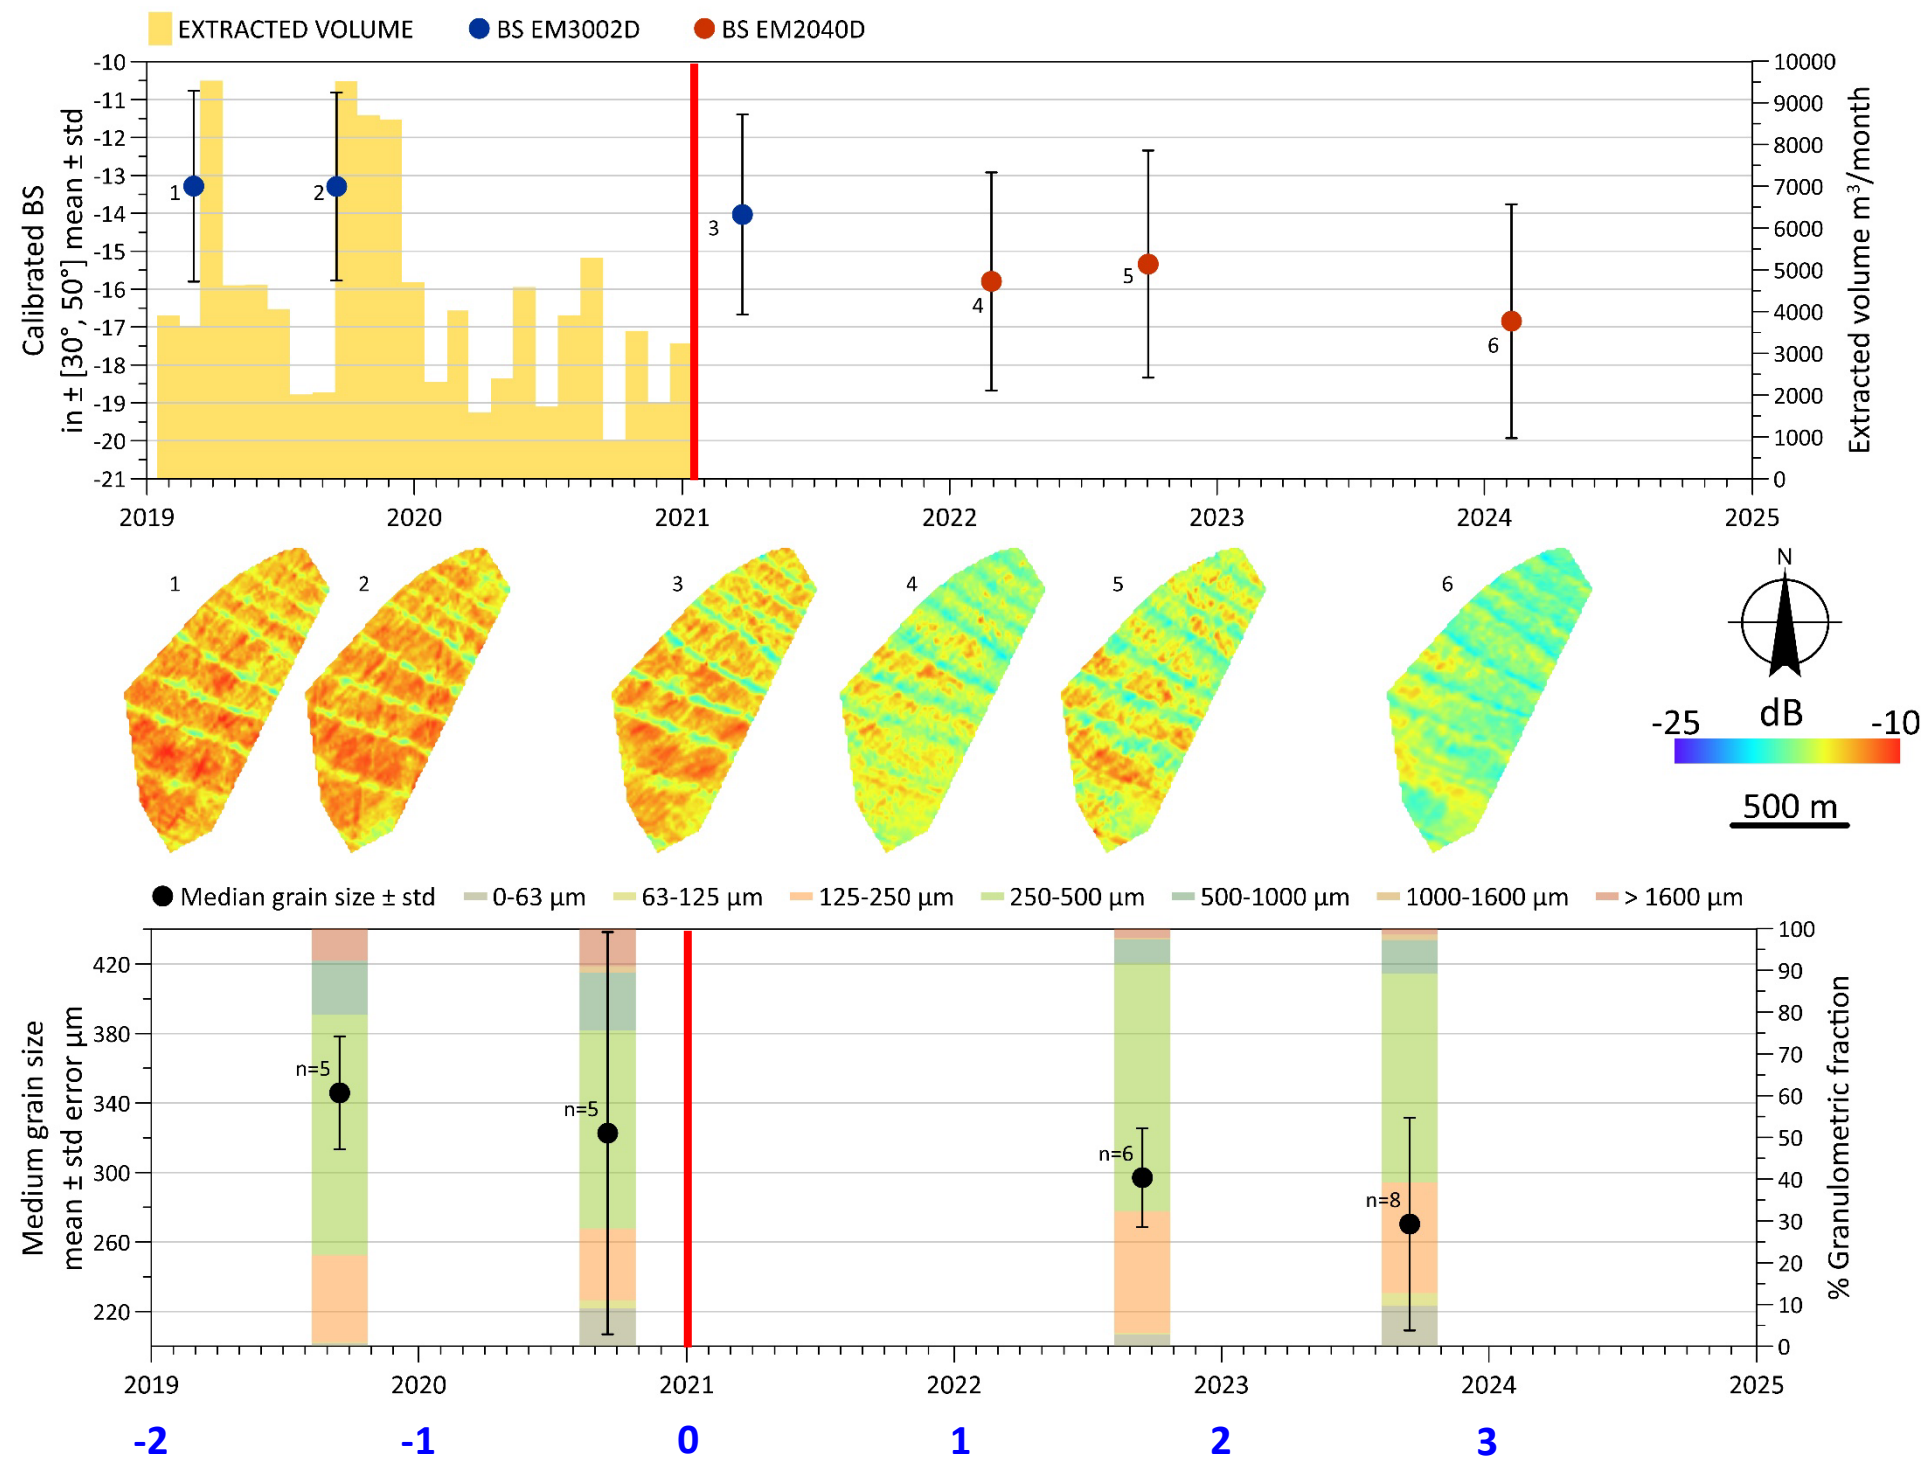 EXTRACTED VOLUME BS EM3002D BS EM2040D
Calibrated BS
in ± [30°, 50°] mean ± std
-10
-11
-12
-13
-14
-15
-16
-17
-18
-19
-20
-21
1
2
3
4
5
6
10000
9000
8000
7000
6000
5000
4000
3000
2000
1000
0
Extracted volume m³/month
2019 2020 2021 2022 2023 2024 2025
1 2 3 4 5 6
N
dB
-25 -10
500 m
Median grain size ± std 0-63 µm 63-125 µm 125-250 µm 250-500 µm 500-1000 µm 1000-1600 µm > 1600 µm
Medium grain size
mean ± std error µm
420
380
340
300
260
220
n=5
n=5
n=6
n=8
100
90
80
70
60
50
40
30
20
10
0
% Granulometric fraction
2019 2020 2021 2022 2023 2024 2025
-2 -1 0 1 2 3